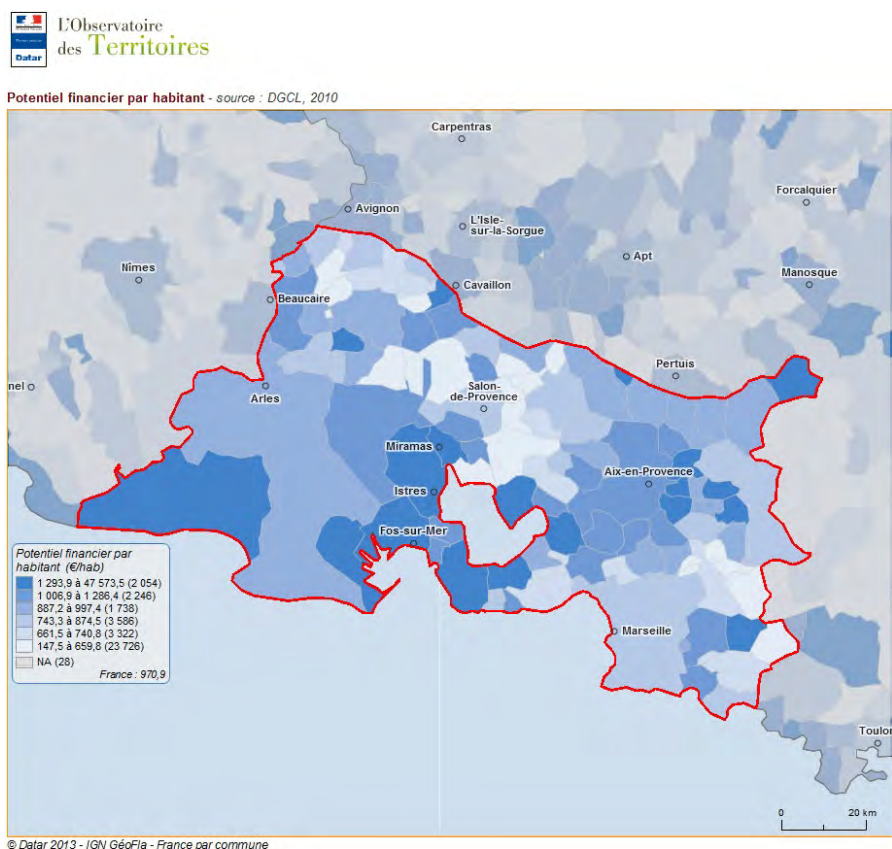 L'Observatoire
des Territoires
Datar
Potentiel financier par habitant - source : DGCL, 2010
Carpentras
Forcalquier
Avignon
L'Isle-
sur-la-Sorgue
Apt
Nîmes
Manosque
Cavaillon
Beaucaire
Pertuis
nel
Arles
Salon-
de-Provence
Miramas
Aix-en-Provence
Istres
Fos-sur-Mer
Potentiel financier par
habitant (€/hab)
1 293,9 à 47 573,5 (2 054)
1 006,9 à 1 286,4 (2 246)
887,2 à 997,4 (1 738)
743,3 à 874,5 (3 586)
661,5 à 740,8 (3 322)
147,5 à 659,8 (23 726)
NA (28)
France : 970,9
Marseille
Toulon
0 20 km
© Datar 2013 - IGN GéoFla - France par commune